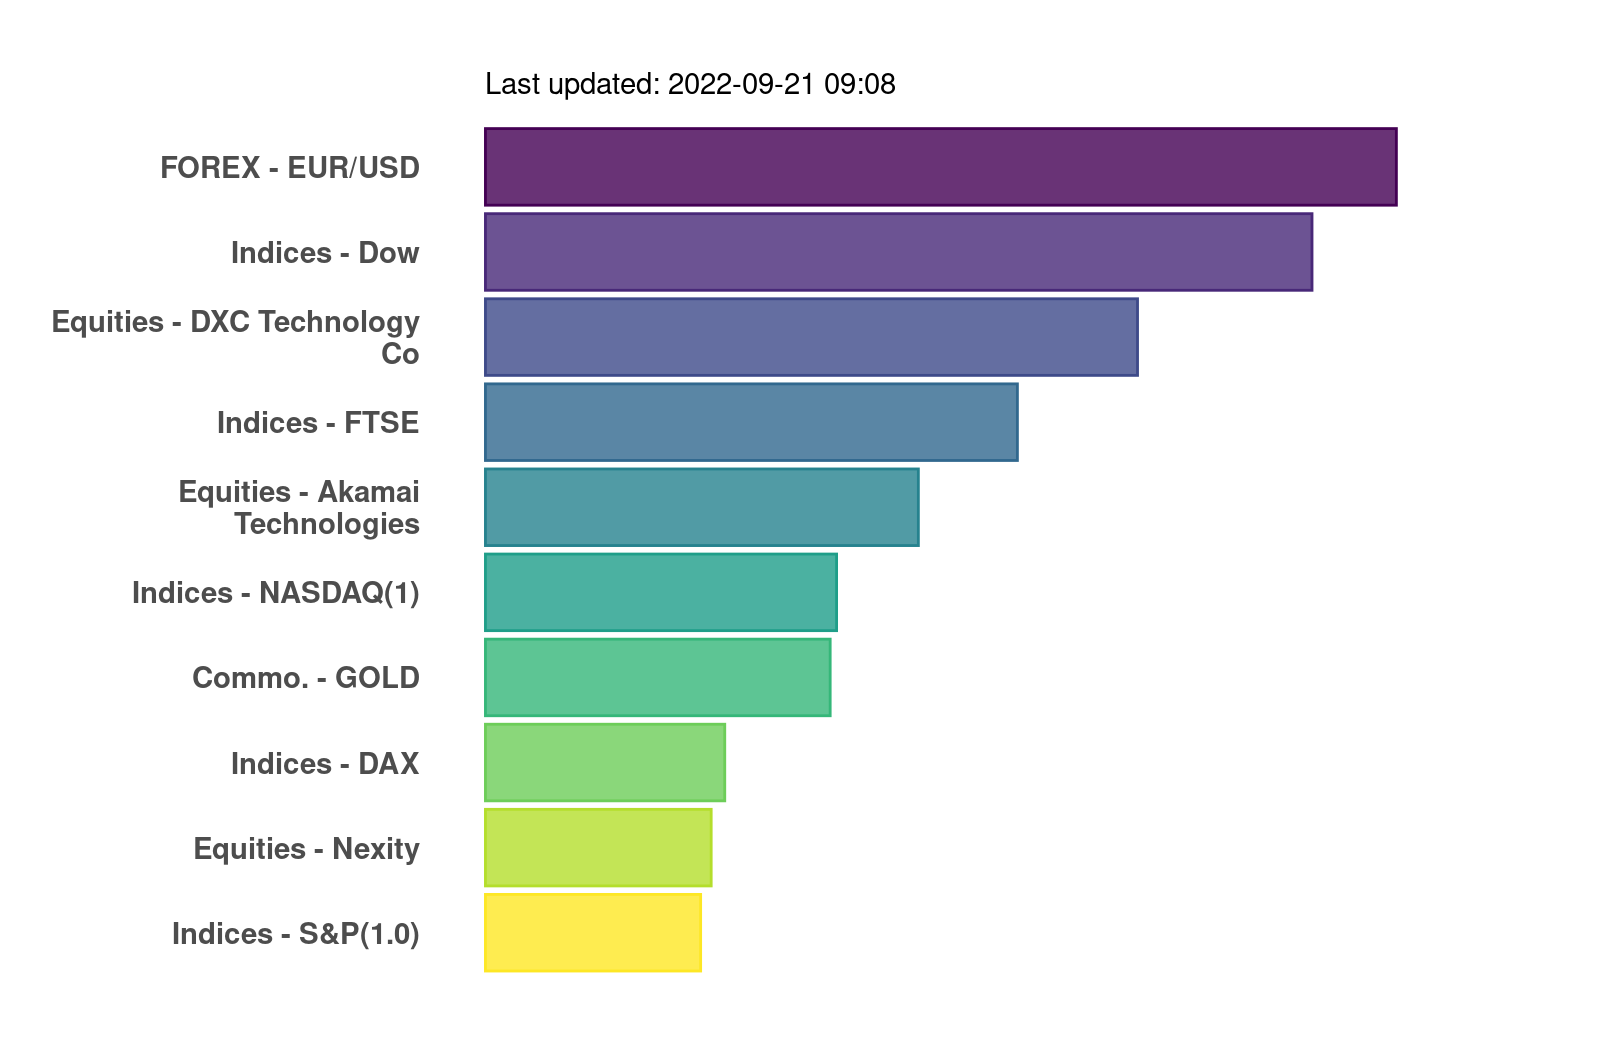 Last updated: 2022-09-21 09:08
FOREX - EUR/USD
Indices - Dow
Equities - DXC Technology
Co
Indices - FTSE
Equities - Akamai
Technologies
Indices - NASDAQ(1)
Commo. - GOLD
Indices - DAX
Equities - Nexity
Indices - S&P(1.0)